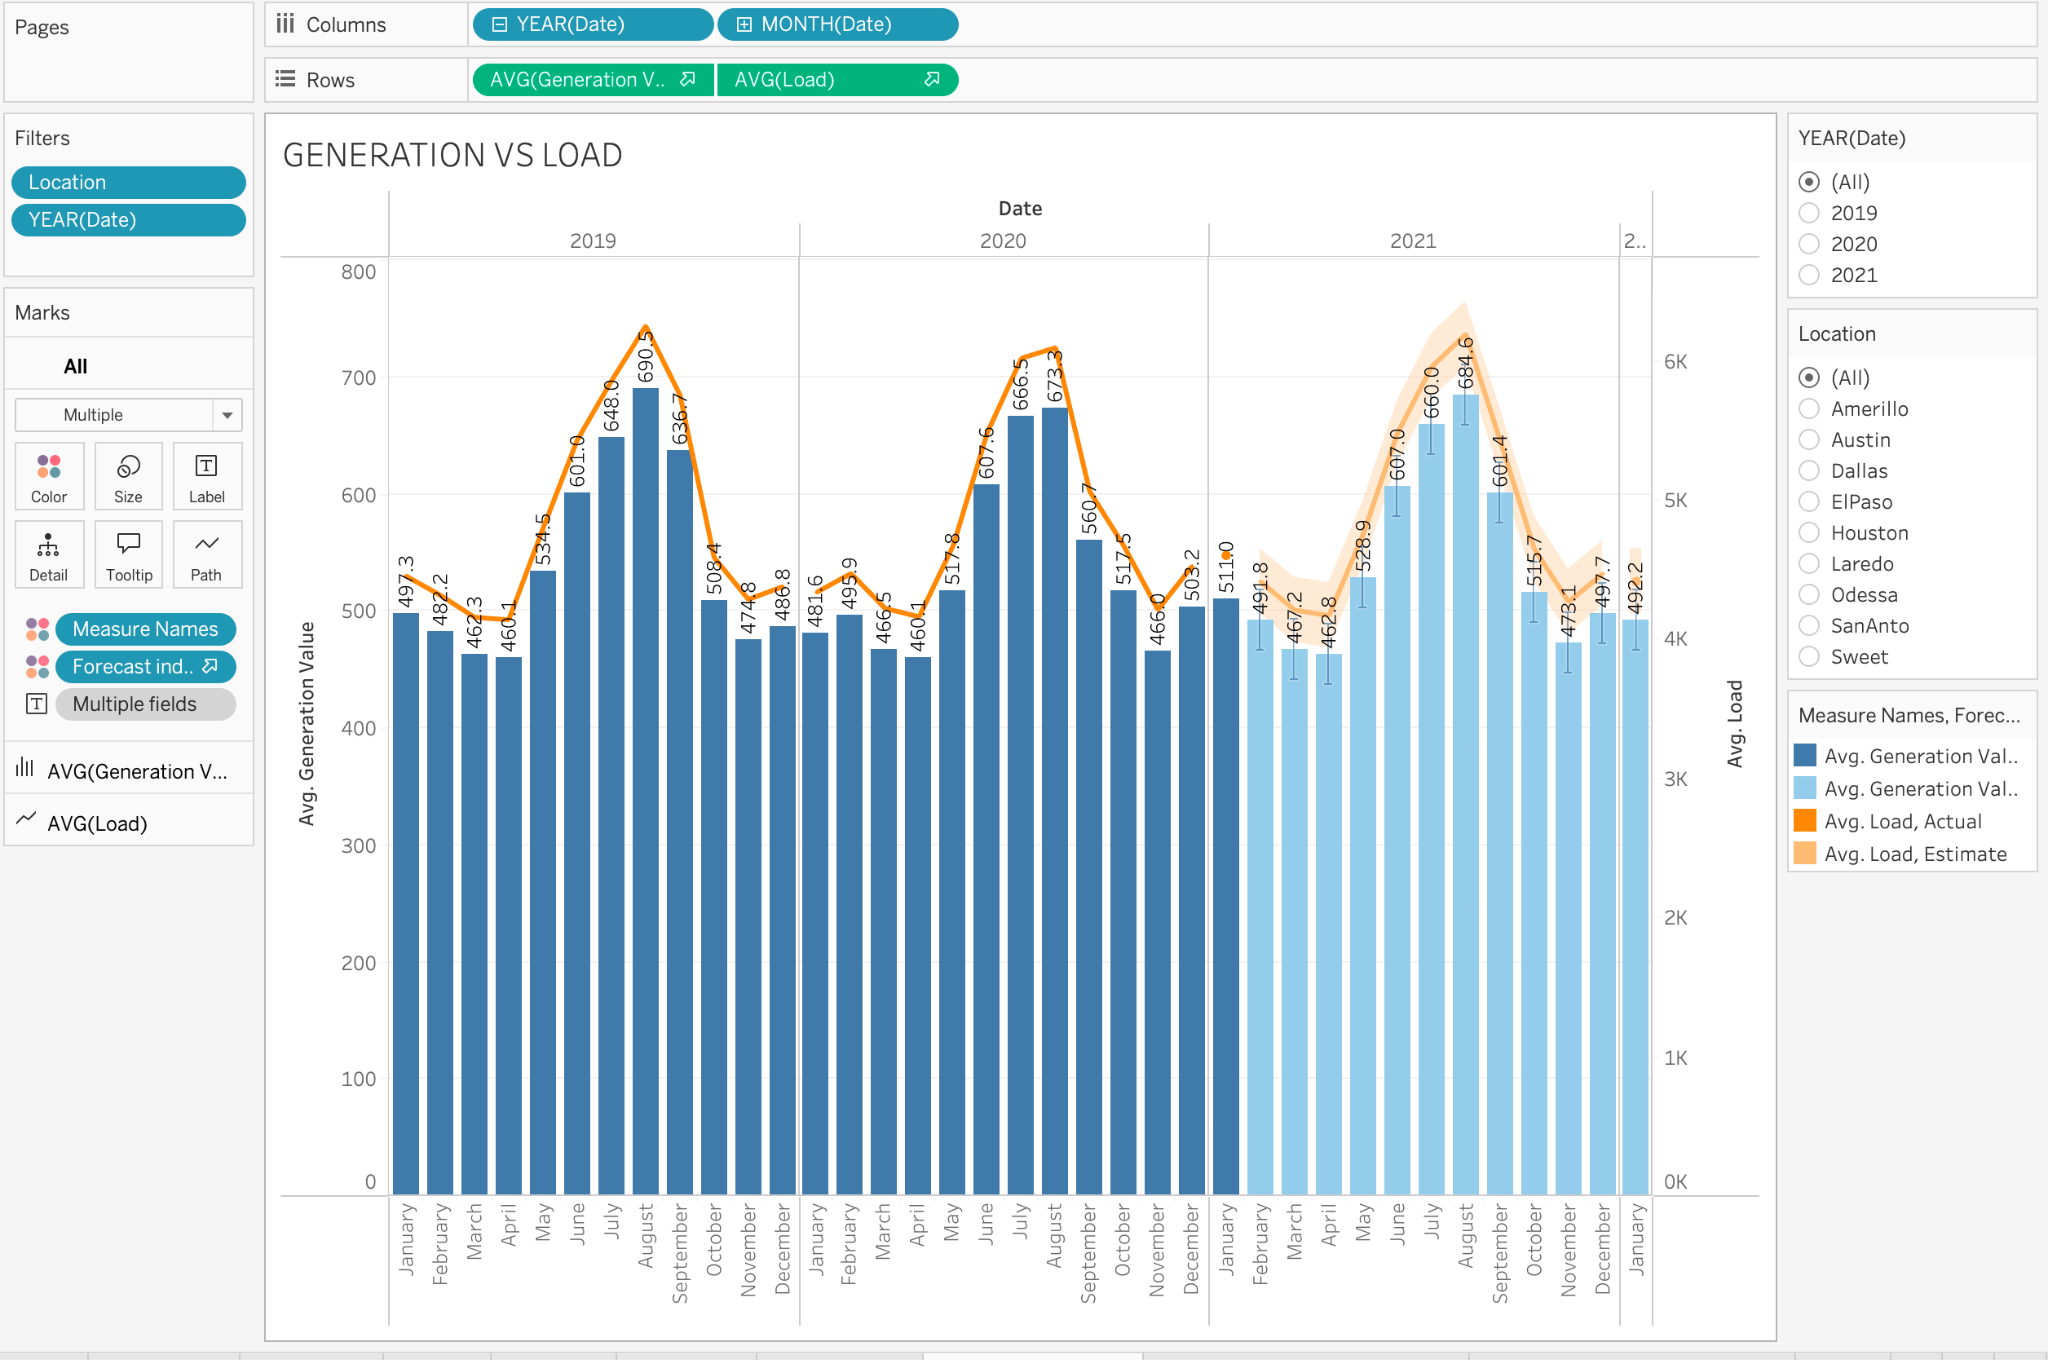 Pages
Columns
YEAR(Date)
MONTH(Date)
Rows
AVG(Generation V..
AVG(Load)
Filters
Location
YEAR(Date)
Marks
All
Multiple
Color
Size
Label
Detail
Tooltip
Path
Measure Names
Forecast ind..
Multiple fields
AVG(Generation V...
AVG(Load)
GENERATION VS LOAD
Date
2019
2020
2021
2..
Avg. Generation Value
800
700
600
500
400
300
200
100
0
497.3
482.2
462.3
460.1
534.5
601.0
648.0
690.5
636.7
508.4
474.8
486.8
481.6
495.9
466.5
460.1
517.8
607.6
666.5
673.3
560.7
517.5
466.0
503.2
511.0
491.8
467.2
462.8
528.9
607.0
660.0
684.6
601.4
515.7
473.1
497.7
492.2
6K
5K
4K
3K
2K
1K
0K
Avg. Load
January
February
March
April
May
June
July
August
September
October
November
December
January
February
March
April
May
June
July
August
September
October
November
December
January
February
March
April
May
June
July
August
September
October
November
December
January
YEAR(Date)
(All)
2019
2020
2021
Location
(All)
Amerillo
Austin
Dallas
ElPaso
Houston
Laredo
Odessa
SanAnto
Sweet
Measure Names, Forec...
Avg. Generation Val..
Avg. Generation Val..
Avg. Load, Actual
Avg. Load, Estimate